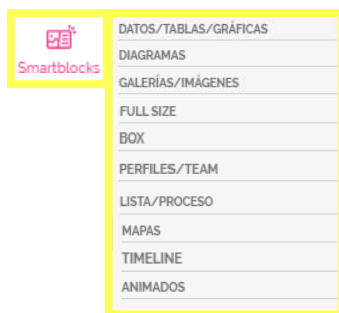 Smartblocks
DATOS/TABLAS/GRÁFICAS
DIAGRAMAS
GALERÍAS/IMÁGENES
FULL SIZE
BOX
PERFILES/TEAM
LISTA/PROCESO
MAPAS
TIMELINE
ANIMADOS